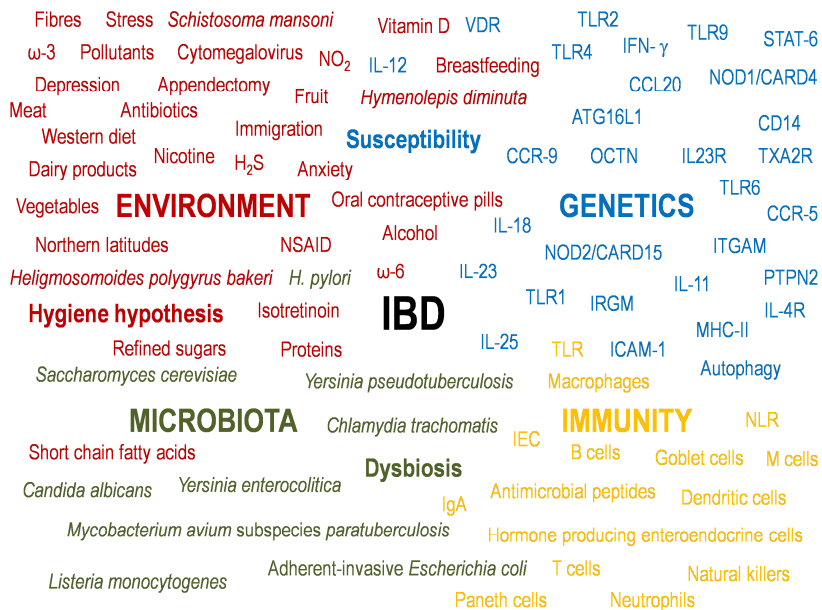 Fibres Stress Schistosoma mansoni Vitamin D VDR TLR2 TLR9 STAT-6
ω-3 Pollutants Cytomegalovirus NO2 IL-12 Breastfeeding TLR4 IFN- γ
Depression Appendectomy Fruit Hymenolepis diminuta CCL20 NOD1/CARD4
Meat Antibiotics Immigration Susceptibility ATG16L1 CD14
Western diet Nicotine H2S Anxiety CCR-9 OCTN IL23R TXA2R
Dairy products TLR6
Vegetables ENVIRONMENT Oral contraceptive pills GENETICS CCR-5
Northern latitudes NSAID Alcohol IL-18 NOD2/CARD15 ITGAM
Heligmosomoides polygyrus bakeri H. pylori ω-6 IL-23 IL-11 PTPN2
Hygiene hypothesis Isotretinoin IBD TLR1 IRGM IL-4R
MHC-II
Refined sugars Proteins IL-25 TLR ICAM-1
Saccharomyces cerevisiae Yersinia pseudotuberculosis Macrophages Autophagy
MICROBIOTA Chlamydia trachomatis IMMUNITY NLR
Short chain fatty acids IEC B cells Goblet cells M cells
Dysbiosis
Candida albicans Yersinia enterocolitica IgA Antimicrobial peptides Dendritic cells
Mycobacterium avium subspecies paratuberculosis Hormone producing enteroendocrine cells
Listeria monocytogenes Adherent-invasive Escherichia coli T cells Natural killers
Paneth cells Neutrophils